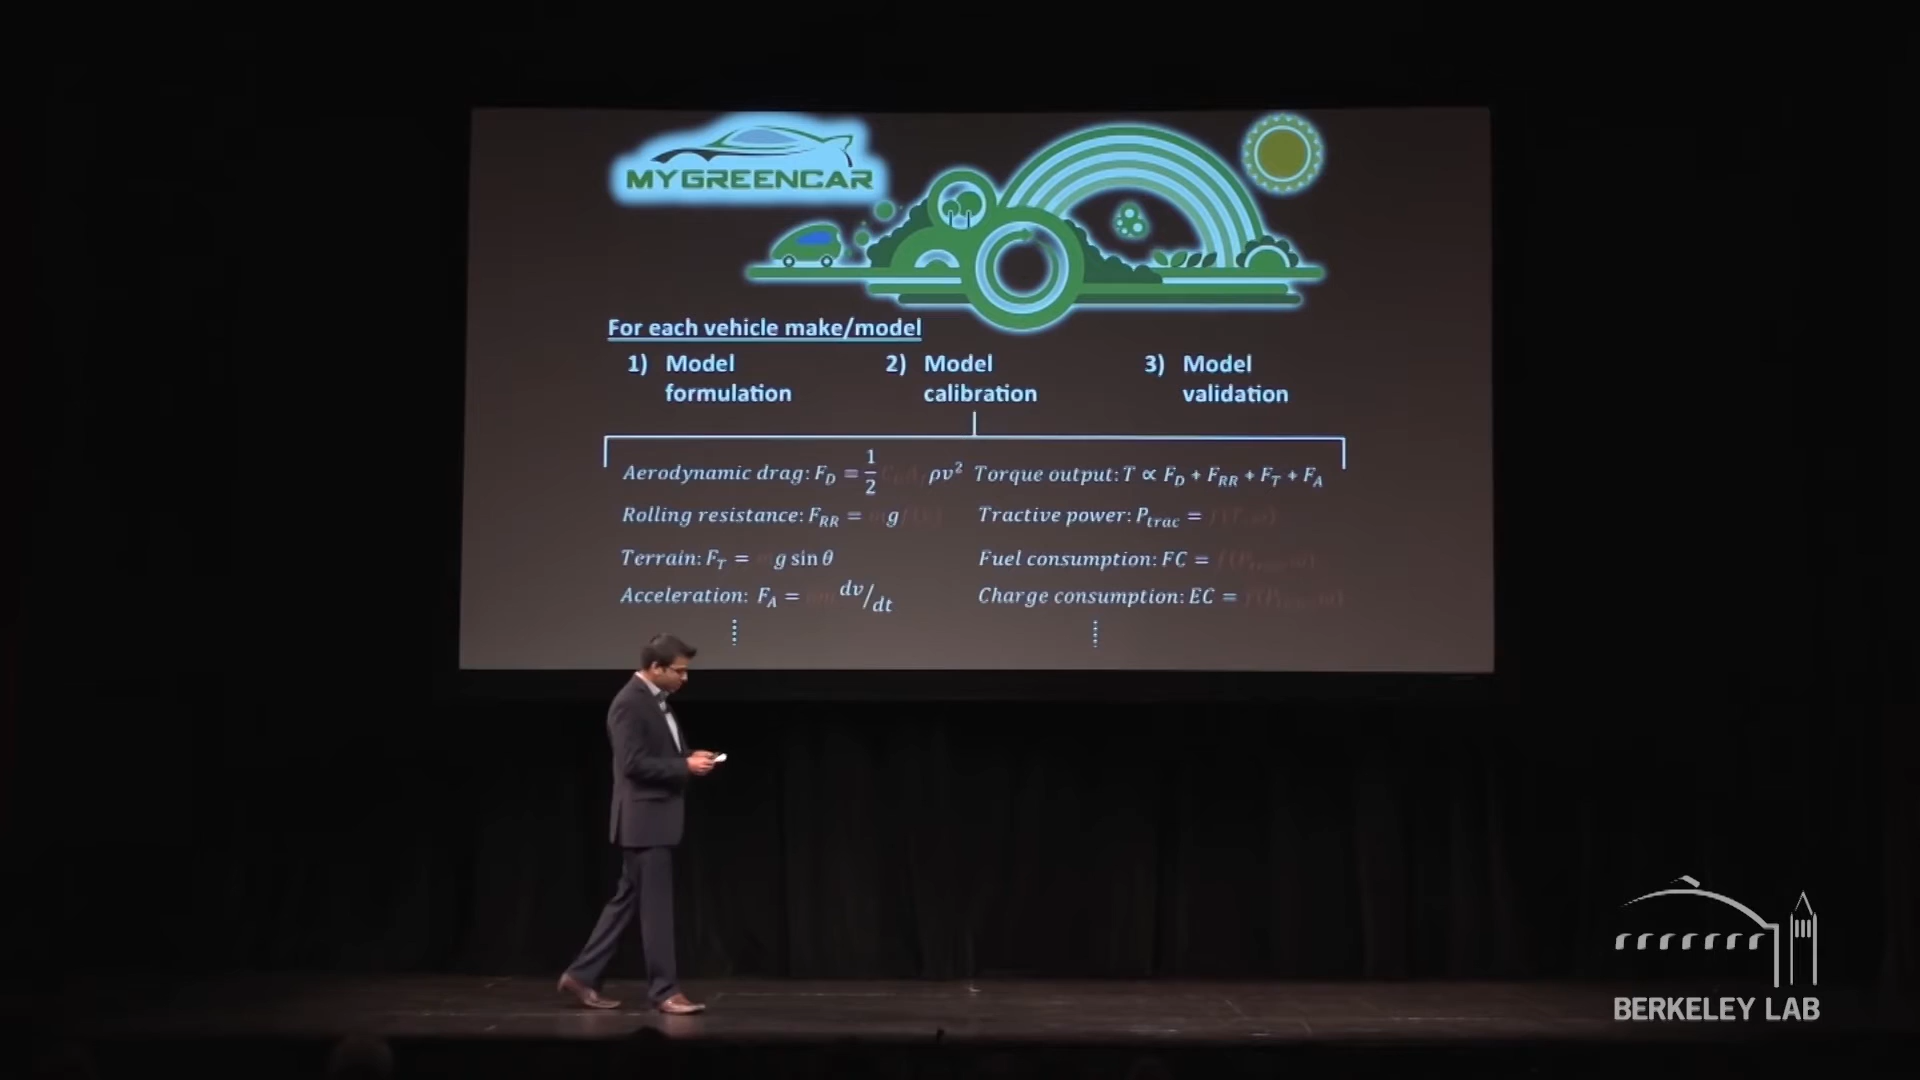 MYGREENCAR
For each vehicle make/model
1) Model formulation
2) Model calibration
3) Model validation
Aerodynamic drag: F_D = 1/2 ρv²
Rolling resistance: F_RR = g
Terrain: F_T = g sin θ
Acceleration: F_A = dv/dt
Torque output: T ∝ F_D + F_RR + F_T + F_A
Tractive power: P_trac =
Fuel consumption: FC =
Charge consumption: EC =
BERKELEY LAB